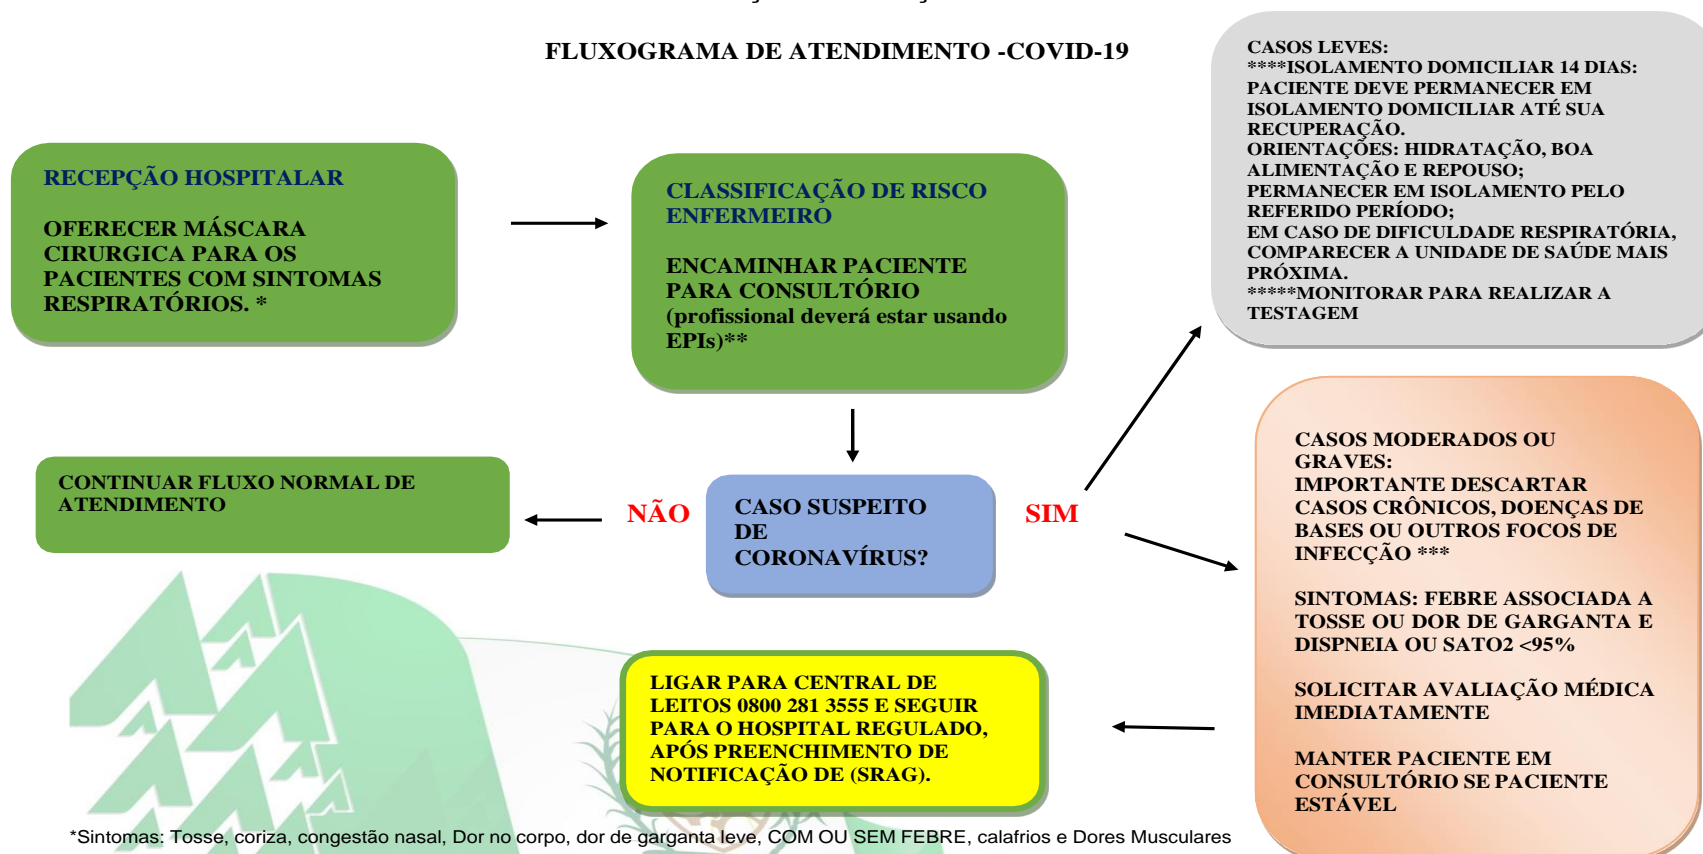 FLUXOGRAMA DE ATENDIMENTO -COVID-19
RECEPÇÃO HOSPITALAR
OFERECER MÁSCARA
CIRURGICA PARA OS
PACIENTES COM SINTOMAS
RESPIRATÓRIOS. *
CLASSIFICAÇÃO DE RISCO
ENFERMEIRO
ENCAMINHAR PACIENTE
PARA CONSULTÓRIO
(profissional deverá estar usando
EPIs)**
CASOS LEVES:
****ISOLAMENTO DOMICILIAR 14 DIAS:
PACIENTE DEVE PERMANECER EM
ISOLAMENTO DOMICILIAR ATÉ SUA
RECUPERAÇÃO.
ORIENTAÇÕES: HIDRATAÇÃO, BOA
ALIMENTAÇÃO E REPOUSO;
PERMANECER EM ISOLAMENTO PELO
REFERIDO PERÍODO;
EM CASO DE DIFICULDADE RESPIRATÓRIA,
COMPARECER A UNIDADE DE SAÚDE MAIS
PRÓXIMA.
*****MONITORAR PARA REALIZAR A
TESTAGEM
CONTINUAR FLUXO NORMAL DE
ATENDIMENTO
NÃO
CASO SUSPEITO
DE
CORONAVÍRUS?
SIM
CASOS MODERADOS OU
GRAVES:
IMPORTANTE DESCARTAR
CASOS CRÔNICOS, DOENÇAS DE
BASES OU OUTROS FOCOS DE
INFECÇÃO ***
SINTOMAS: FEBRE ASSOCIADA A
TOSSE OU DOR DE GARGANTA E
DISPNEIA OU SATO2 <95%
SOLICITAR AVALIAÇÃO MÉDICA
IMEDIATAMENTE
MANTER PACIENTE EM
CONSULTÓRIO SE PACIENTE
ESTÁVEL
LIGAR PARA CENTRAL DE
LEITOS 0800 281 3555 E SEGUIR
PARA O HOSPITAL REGULADO,
APÓS PREENCHIMENTO DE
NOTIFICAÇÃO DE (SRAG).
*Sintomas: Tosse, coriza, congestão nasal, Dor no corpo, dor de garganta leve, COM OU SEM FEBRE, calafrios e Dores Musculares